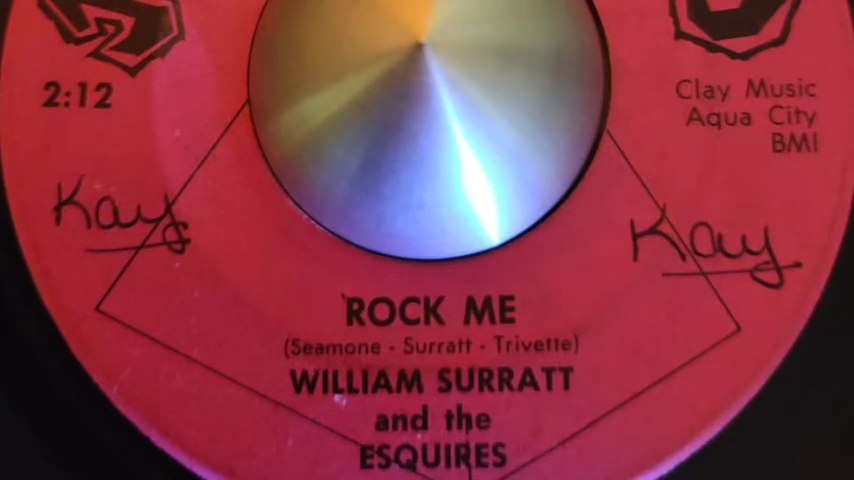 2:12
Clay Music
Aqua City
BMI
Kay
Kay
ROCK ME
(Seamone - Surratt - Trivette)
WILLIAM SURRATT
and the
ESQUIRES